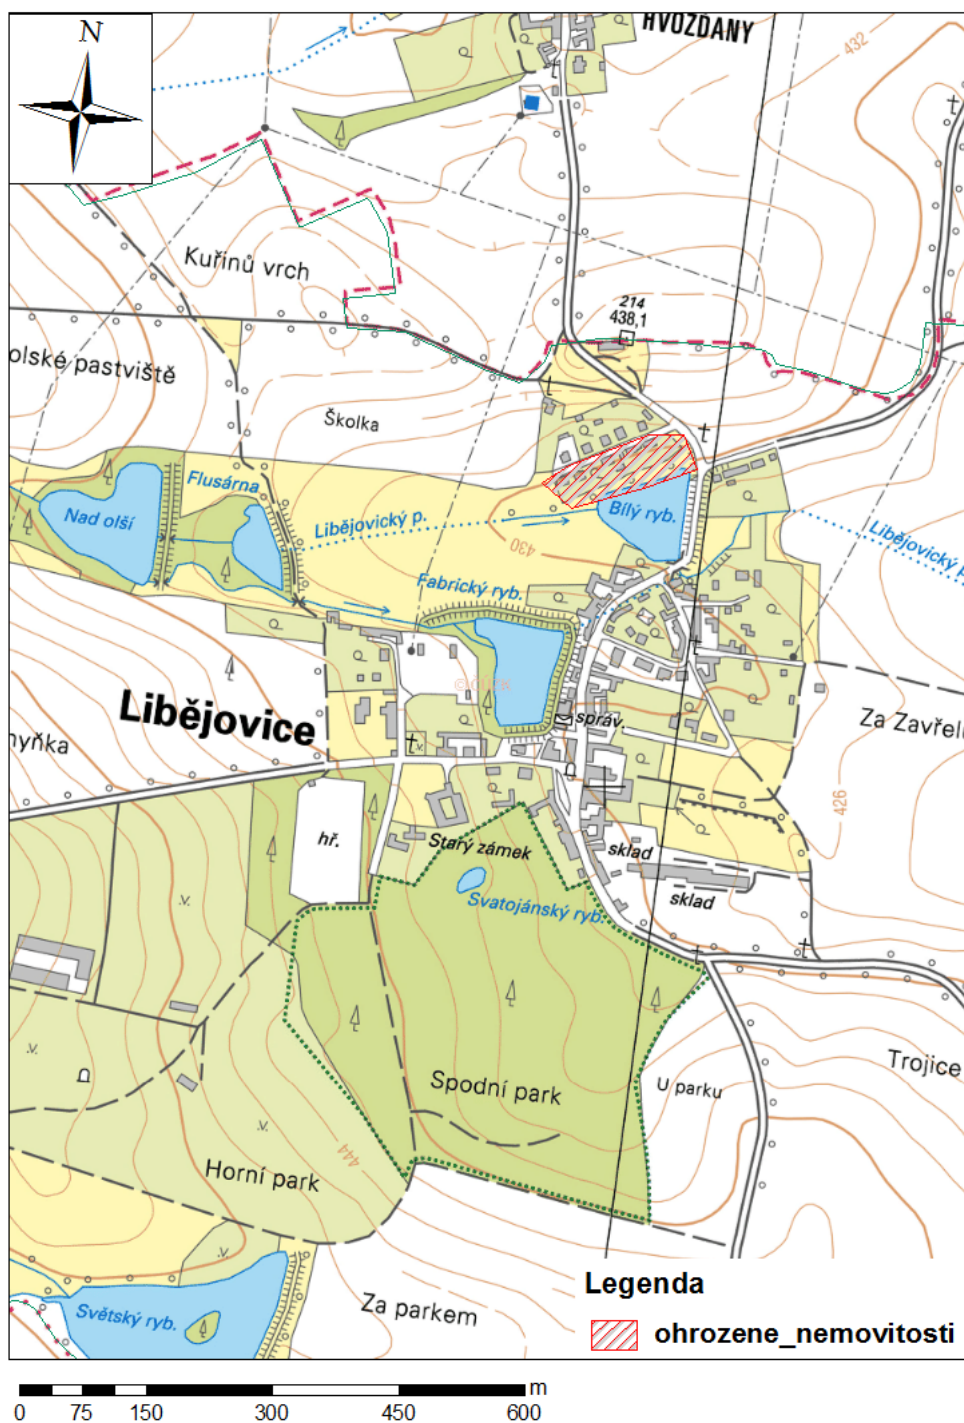 N
HVOZDANY
432
Kuřinů vrch
214
438,1
olské pastviště
Školka
Flusárna
Nad olší
Libějovický p.
Bílý ryb.
430
Libějovický p.
Fabrický ryb.
Libějovice
správ.
Za Zavřeli
nyňka
426
hř.
Starý zámek
sklad
sklad
Svatojánský ryb.
.v.
.v.
Trojice
Spodní park
U parku
.v.
444
Horní park
.v.
Za parkem
Světský ryb.
Legenda
ohrozene_nemovitosti
m
0 75 150 300 450 600